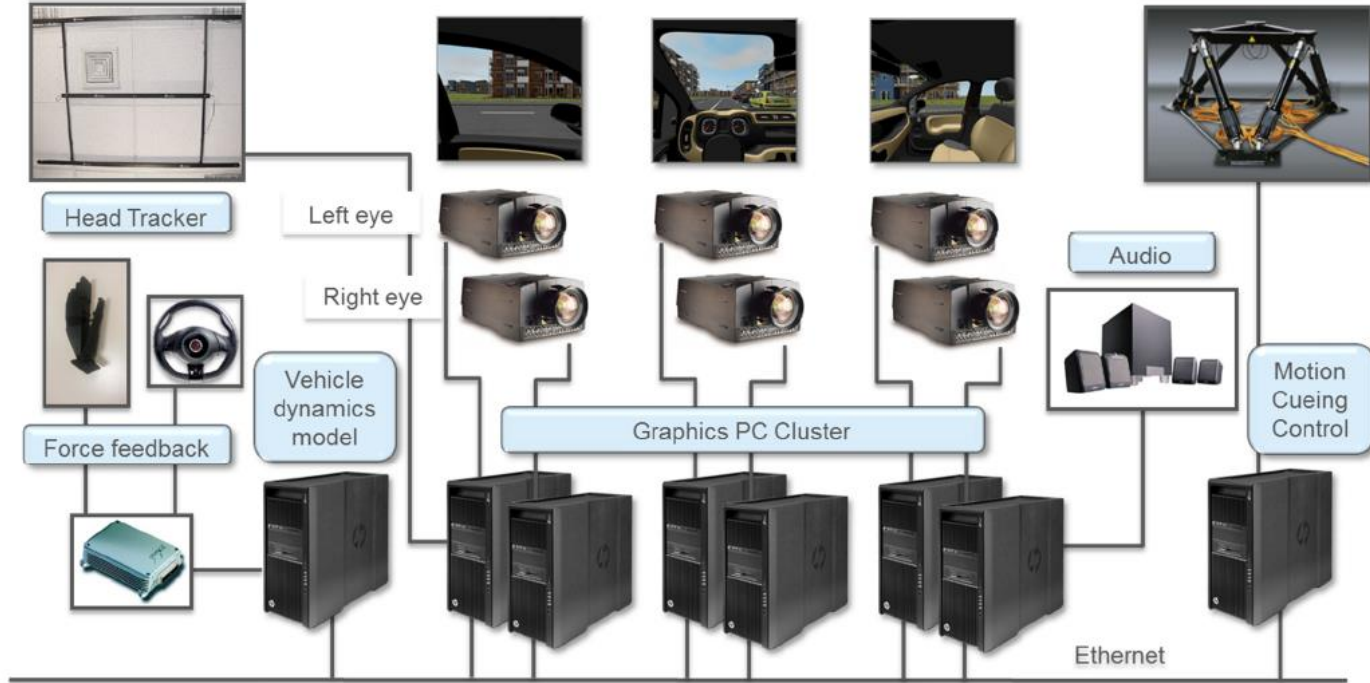 Head Tracker
Left eye
Right eye
Audio
Vehicle
dynamics
model
Motion
Cueing
Control
Force feedback
Graphics PC Cluster
Ethernet